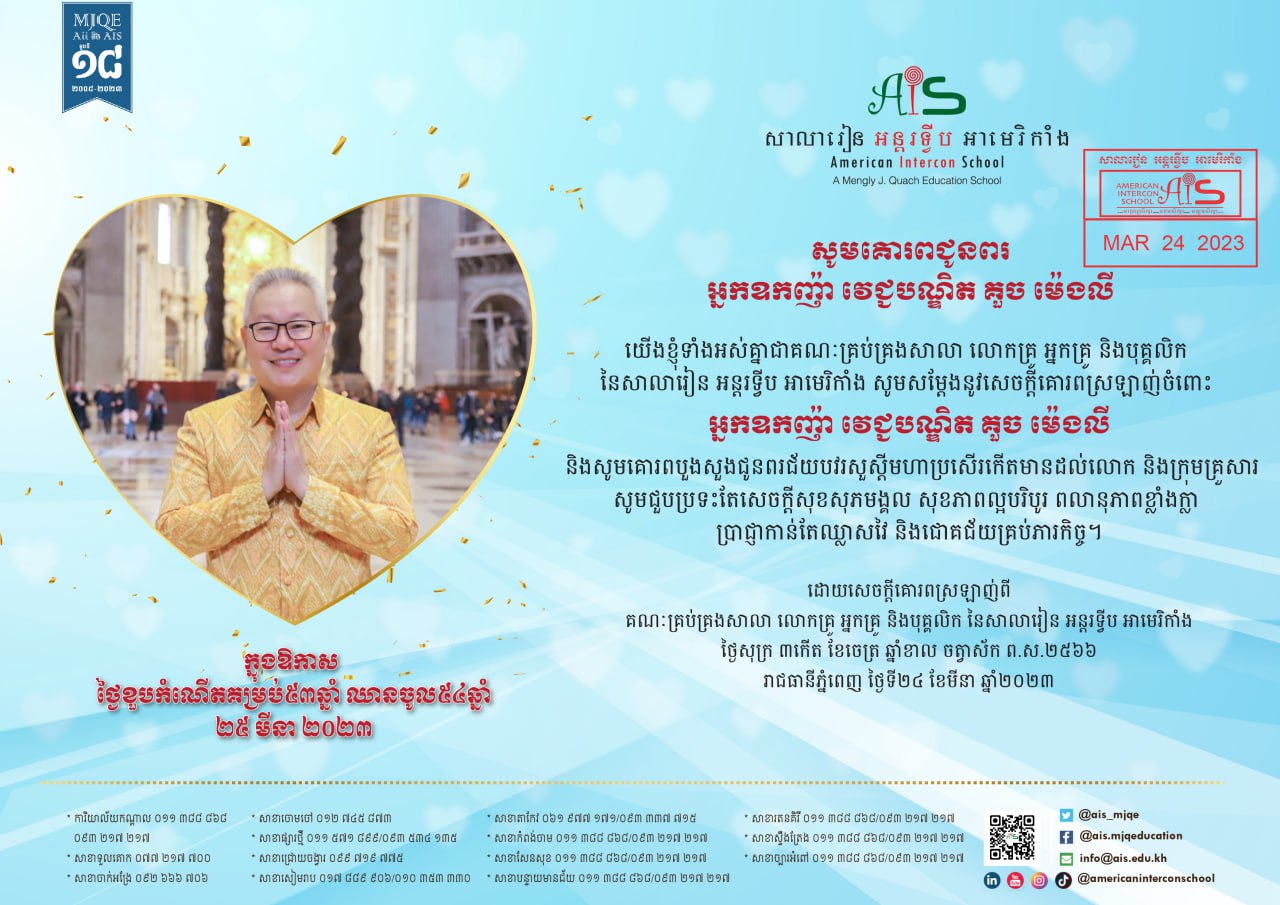 MJQE
Aii និង AIS
ខួបទី
១៨
២០០៥-២០២៣
AiS
សាលារៀន អន្តរទ្វីប អាមេរិកាំង
American Intercon School
A Mengly J. Quach Education School
សាលារៀន អន្តរទ្វីប អាមេរិកាំង
AMERICAN
INTERCON
SCHOOL
AiS
MAR 24 2023
សូមគោរពជូនពរ
អ្នកឧកញ៉ា វេជ្ជបណ្ឌិត គួច ម៉េងលី
យើងខ្ញុំទាំងអស់គ្នាជាគណៈគ្រប់គ្រងសាលា លោកគ្រូ អ្នកគ្រូ និងបុគ្គលិក
នៃសាលារៀន អន្តរទ្វីប អាមេរិកាំង សូមសម្តែងនូវសេចក្តីគោរពស្រឡាញ់ចំពោះ
អ្នកឧកញ៉ា វេជ្ជបណ្ឌិត គួច ម៉េងលី
និងសូមគោរពបួងសួងជូនពរជ័យបវរសួស្តីមហាប្រសើរកើតមានដល់លោក និងក្រុមគ្រួសារ
សូមជួបប្រទះតែសេចក្តីសុខសុភមង្គល សុខភាពល្អបរិបូរ ពលានុភាពខ្លាំងក្លា
ប្រាជ្ញាកាន់តែឈ្លាសវៃ និងជោគជ័យគ្រប់ភារកិច្ច។
ដោយសេចក្តីគោរពស្រឡាញ់ពី
គណៈគ្រប់គ្រងសាលា លោកគ្រូ អ្នកគ្រូ និងបុគ្គលិក នៃសាលារៀន អន្តរទ្វីប អាមេរិកាំង
ថ្ងៃសុក្រ ៣កើត ខែចេត្រ ឆ្នាំខាល ចត្វាស័ក ព.ស.២៥៦៦
រាជធានីភ្នំពេញ ថ្ងៃទី២៤ ខែមីនា ឆ្នាំ២០២៣
ក្នុងឱកាស
ថ្ងៃខួបកំណើតគម្រប់៥៣ឆ្នាំ ឈានចូល៥៤ឆ្នាំ
២៥ មីនា ២០២៣
* ការិយាល័យកណ្តាល ០១១ ៣៨៨ ៨៦៨
០៩៣ ២១៧ ២១៧
* សាខាទួលគោក ០៧៧ ២១៧ ៧០០
* សាខាចាក់អង្រែ ០៩២ ៦៦៦ ៧០៦
* សាខាចោមចៅ ០១២ ៧៤៥ ៨៧៣
* សាខាផ្សារថ្មី ០១១ ៥៧១ ៨៩៩/០៩៣ ៥៣៤ ១៣៥
* សាខាជ្រោយចង្វារ ០៩៩ ៧១៩ ៧៧៥
* សាខាសៀមរាប ០១៧ ៨៨៩ ៩០៦/០១០ ៣៥៣ ៣៣០
* សាខាតាកែវ ០៦១ ៩៧៣ ១៧១/០៩៣ ៣៣៧ ៧១៥
* សាខាកំពង់ចាម ០១១ ៣៨៨ ៨៦៨/០៩៣ ២១៧ ២១៧
* សាខាសែនសុខ ០១១ ៣៨៨ ៨៦៨/០៩៣ ២១៧ ២១៧
* សាខាបន្ទាយមានជ័យ ០១១ ៣៨៨ ៨៦៨/០៩៣ ២១៧ ២១៧
* សាខារតនគិរី ០១១ ៣៨៨ ៨៦៨/០៩៣ ២១៧ ២១៧
* សាខាស្ទឹងត្រែង ០១១ ៣៨៨ ៨៦៨/០៩៣ ២១៧ ២១៧
* សាខាច្បារអំពៅ ០១១ ៣៨៨ ៨៦៨/០៩៣ ២១៧ ២១៧
@ais_mjqe
@ais.mjqeducation
info@ais.edu.kh
@americaninterconschool